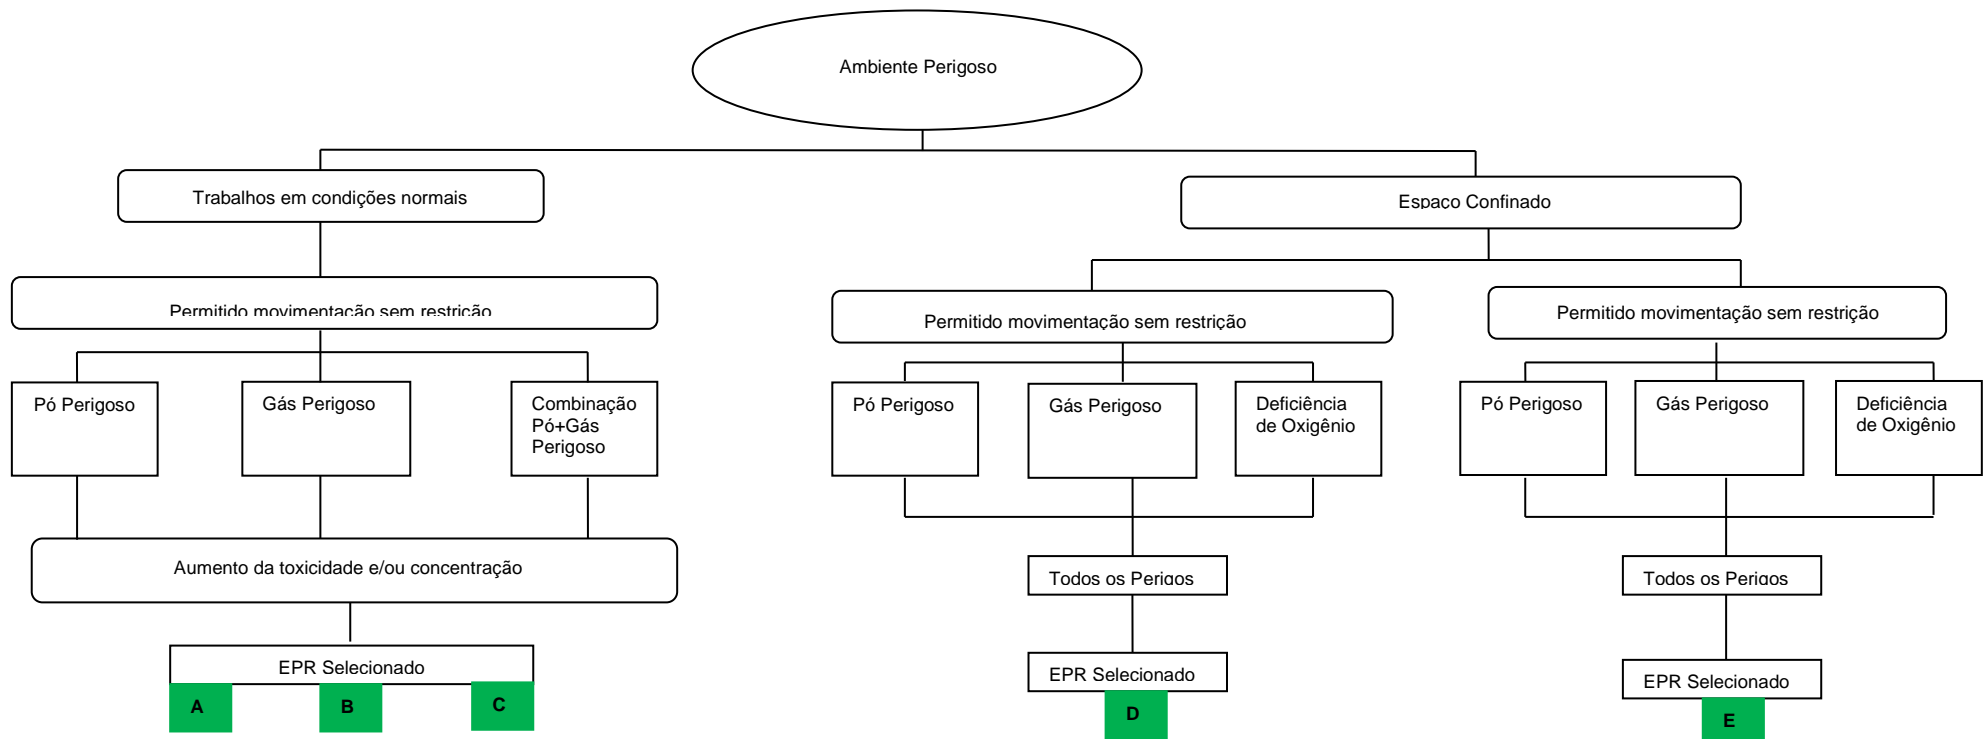 Ambiente Perigoso
Trabalhos em condições normais
Espaço Confinado
Permitido movimentação sem restrição
Permitido movimentação sem restrição
Permitido movimentação sem restrição
Pó Perigoso
Gás Perigoso
Combinação
Pó+Gás
Perigoso
Pó Perigoso
Gás Perigoso
Deficiência
de Oxigênio
Pó Perigoso
Gás Perigoso
Deficiência
de Oxigênio
Aumento da toxicidade e/ou concentração
Todos os Perigos
Todos os Perigos
EPR Selecionado
EPR Selecionado
EPR Selecionado
A
B
C
D
E